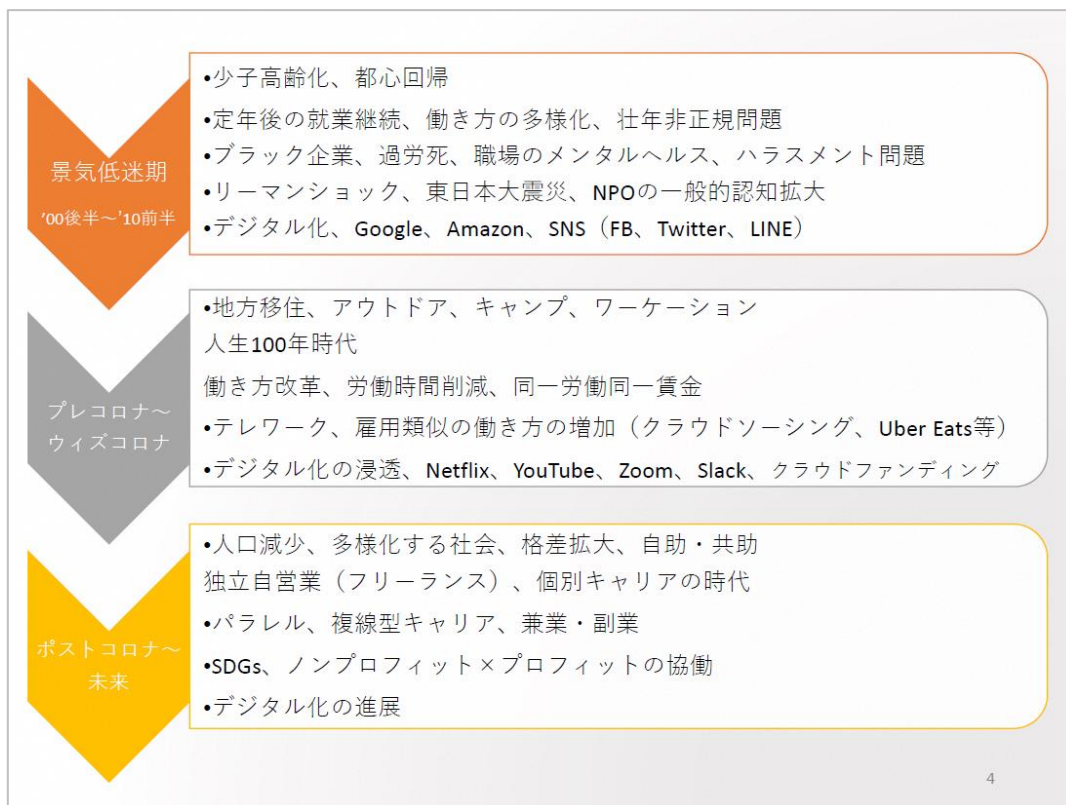 景気低迷期
’00後半～’10前半
•少子高齢化、都心回帰
•定年後の就業継続、働き方の多様化、壮年非正規問題
•ブラック企業、過労死、職場のメンタルヘルス、ハラスメント問題
•リーマンショック、東日本大震災、NPOの一般的認知拡大
•デジタル化、Google、Amazon、SNS（FB、Twitter、LINE）
プレコロナ～
ウィズコロナ
•地方移住、アウトドア、キャンプ、ワーケーション
人生100年時代
働き方改革、労働時間削減、同一労働同一賃金
•テレワーク、雇用類似の働き方の増加（クラウドソーシング、Uber Eats等）
•デジタル化の浸透、Netflix、YouTube、Zoom、Slack、クラウドファンディング
ポストコロナ～
未来
•人口減少、多様化する社会、格差拡大、自助・共助
独立自営業（フリーランス）、個別キャリアの時代
•パラレル、複線型キャリア、兼業・副業
•SDGs、ノンプロフィット×プロフィットの協働
•デジタル化の進展
4